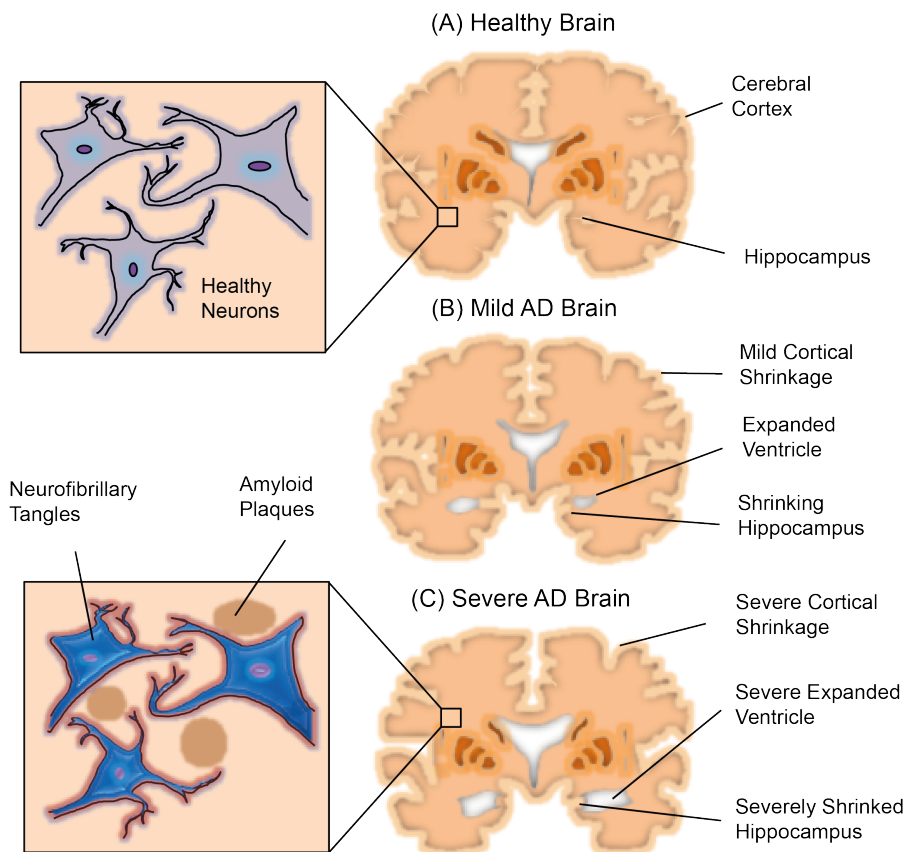 (A) Healthy Brain
Cerebral
Cortex
Healthy
Neurons
Hippocampus
(B) Mild AD Brain
Mild Cortical
Shrinkage
Expanded
Ventricle
Shrinking
Hippocampus
Neurofibrillary
Tangles
Amyloid
Plaques
(C) Severe AD Brain
Severe Cortical
Shrinkage
Severe Expanded
Ventricle
Severely Shrinked
Hippocampus